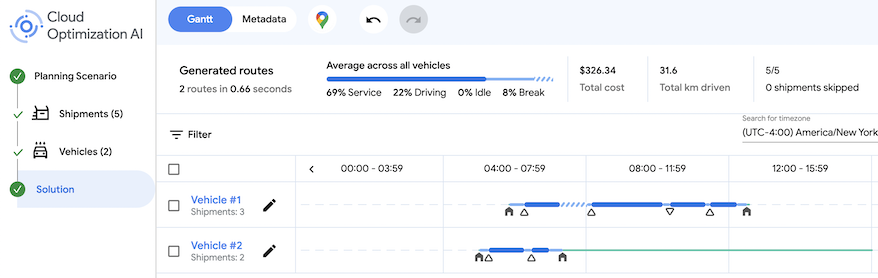 Cloud
Optimization AI
Gantt
Metadata
Planning Scenario
Shipments (5)
Vehicles (2)
Solution
Generated routes
2 routes in 0.66 seconds
Average across all vehicles
69% Service 22% Driving 0% Idle 8% Break
$326.34
Total cost
31.6
Total km driven
5/5
0 shipments skipped
Filter
Search for timezone
(UTC-4:00) America/New York
00:00 - 03:59
04:00 - 07:59
08:00 - 11:59
12:00 - 15:59
Vehicle #1
Shipments: 3
Vehicle #2
Shipments: 2